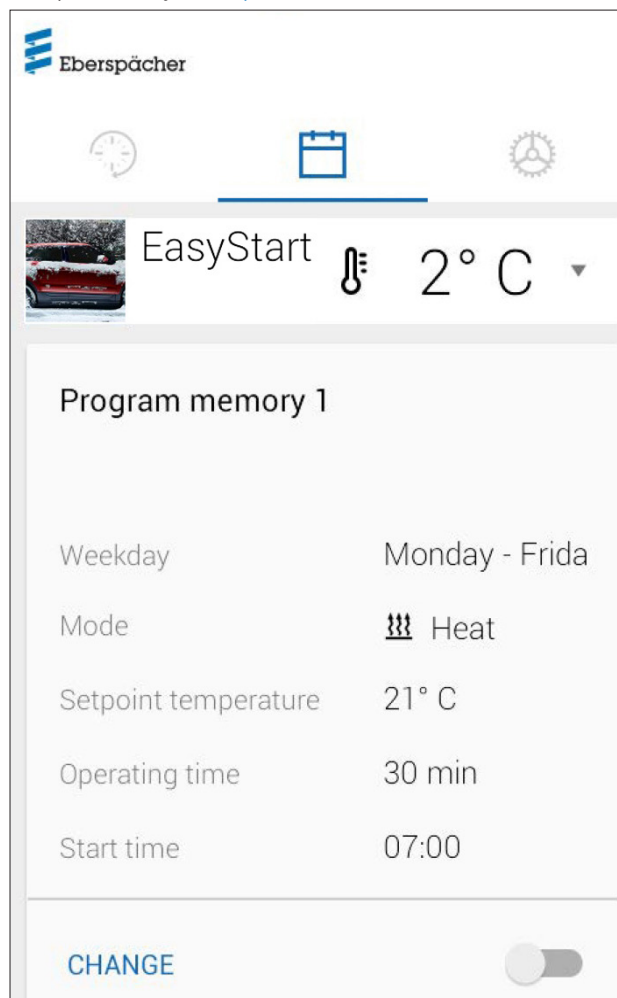 Eberspächer
EasyStart 2° C
Program memory 1
Weekday Monday - Frida
Mode Heat
Setpoint temperature 21° C
Operating time 30 min
Start time 07:00
CHANGE